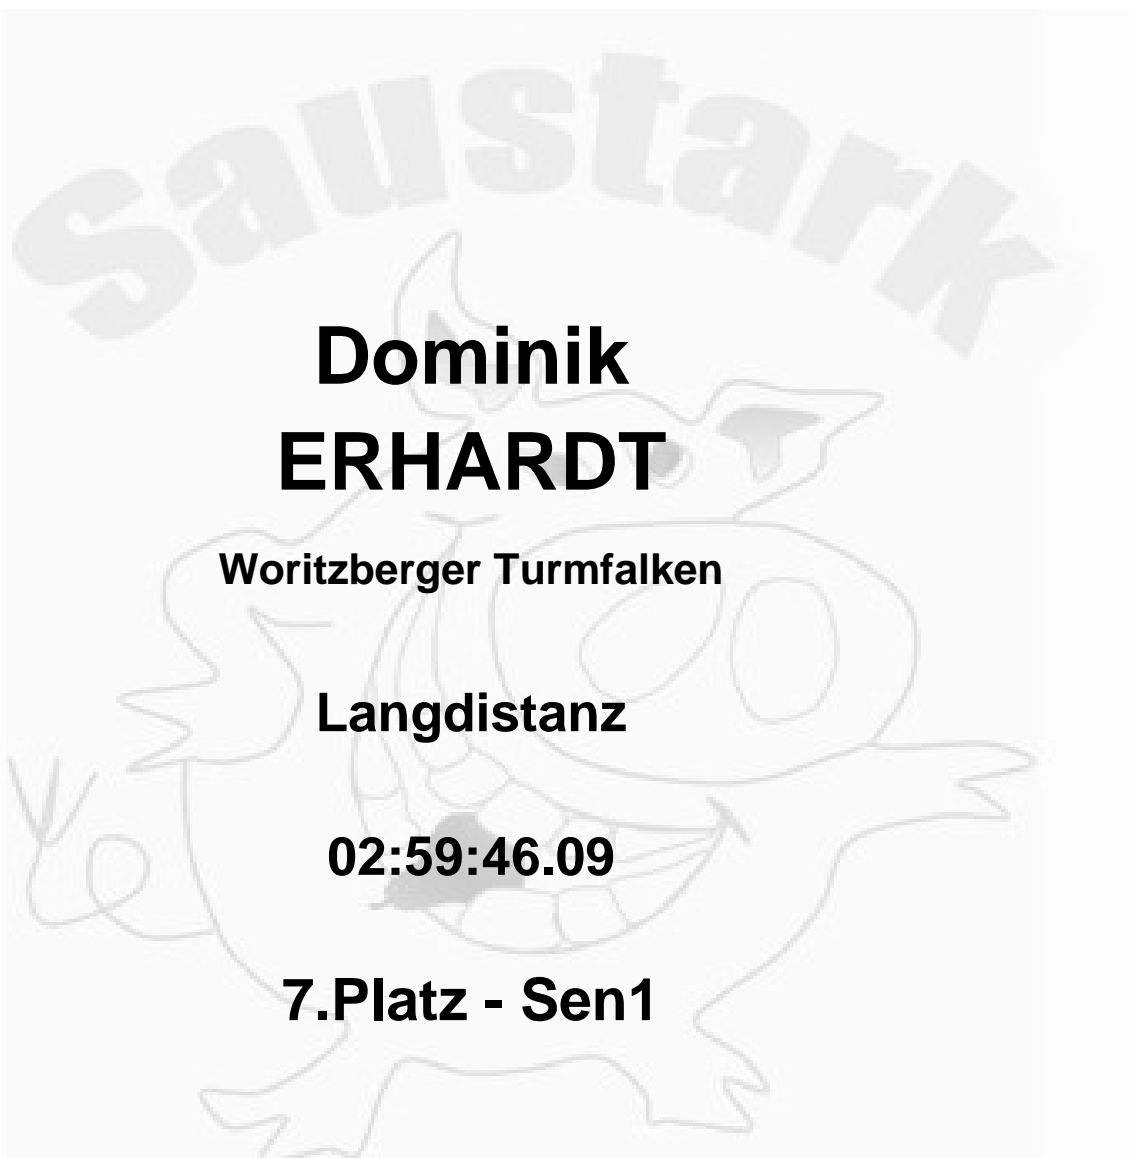 Saustark
Dominik
ERHARDT
Woritzberger Turmfalken
Langdistanz
02:59:46.09
7.Platz - Sen1